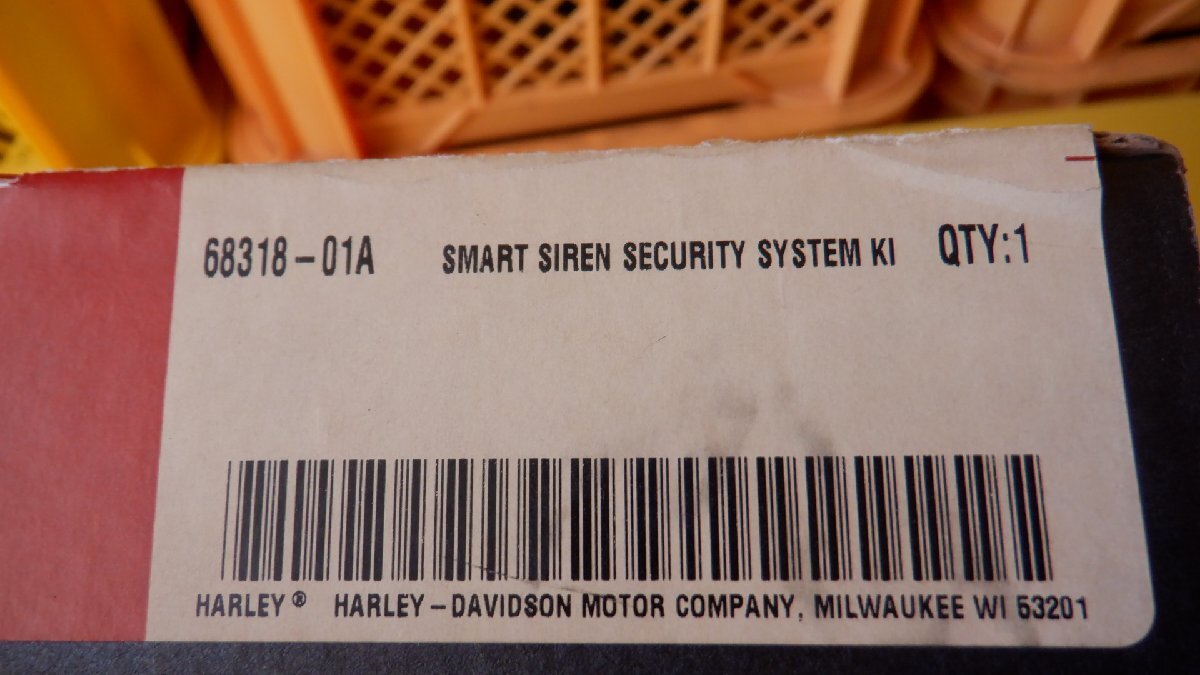 68318-01A SMART SIREN SECURITY SYSTEM KI QTY:1
HARLEY® HARLEY-DAVIDSON MOTOR COMPANY, MILWAUKEE WI 53201